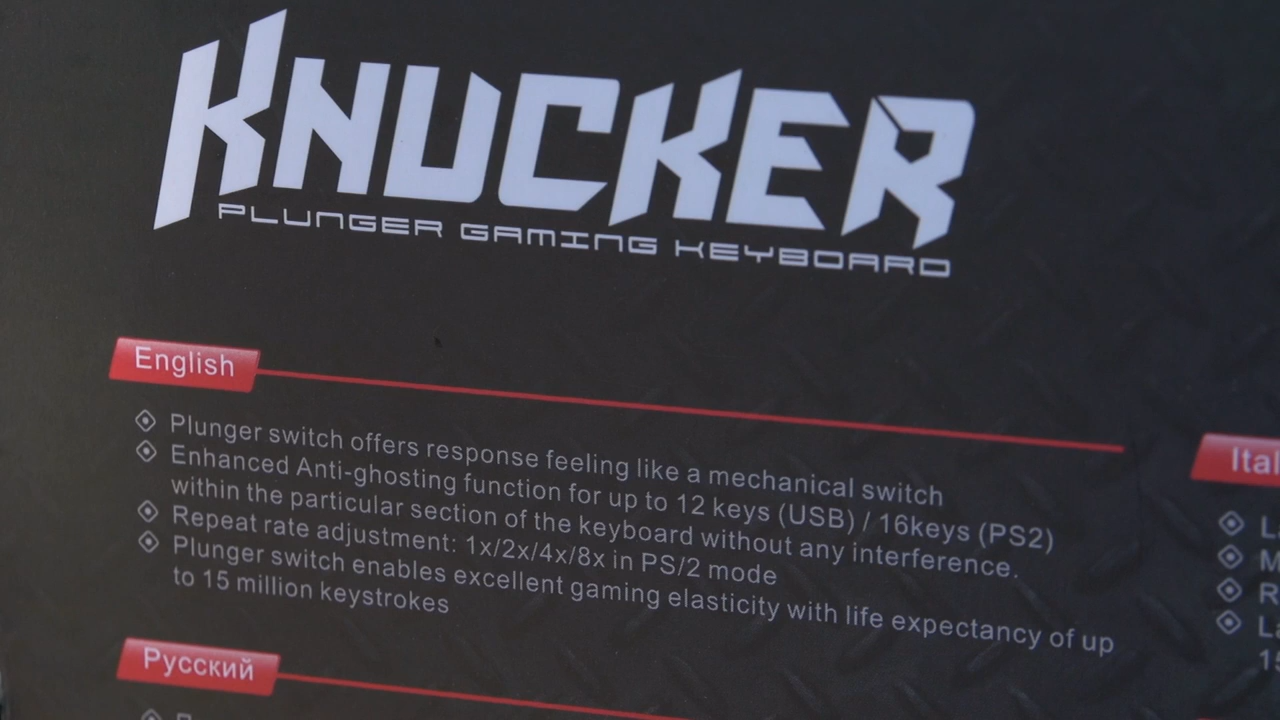 KNUCKER
PLUNGER GAMING KEYBOARD
English
Plunger switch offers response feeling like a mechanical switch
Enhanced Anti-ghosting function for up to 12 keys (USB) / 16keys (PS2)
within the particular section of the keyboard without any interference.
Repeat rate adjustment: 1x/2x/4x/8x in PS/2 mode
Plunger switch enables excellent gaming elasticity with life expectancy of up
to 15 million keystrokes
Русский